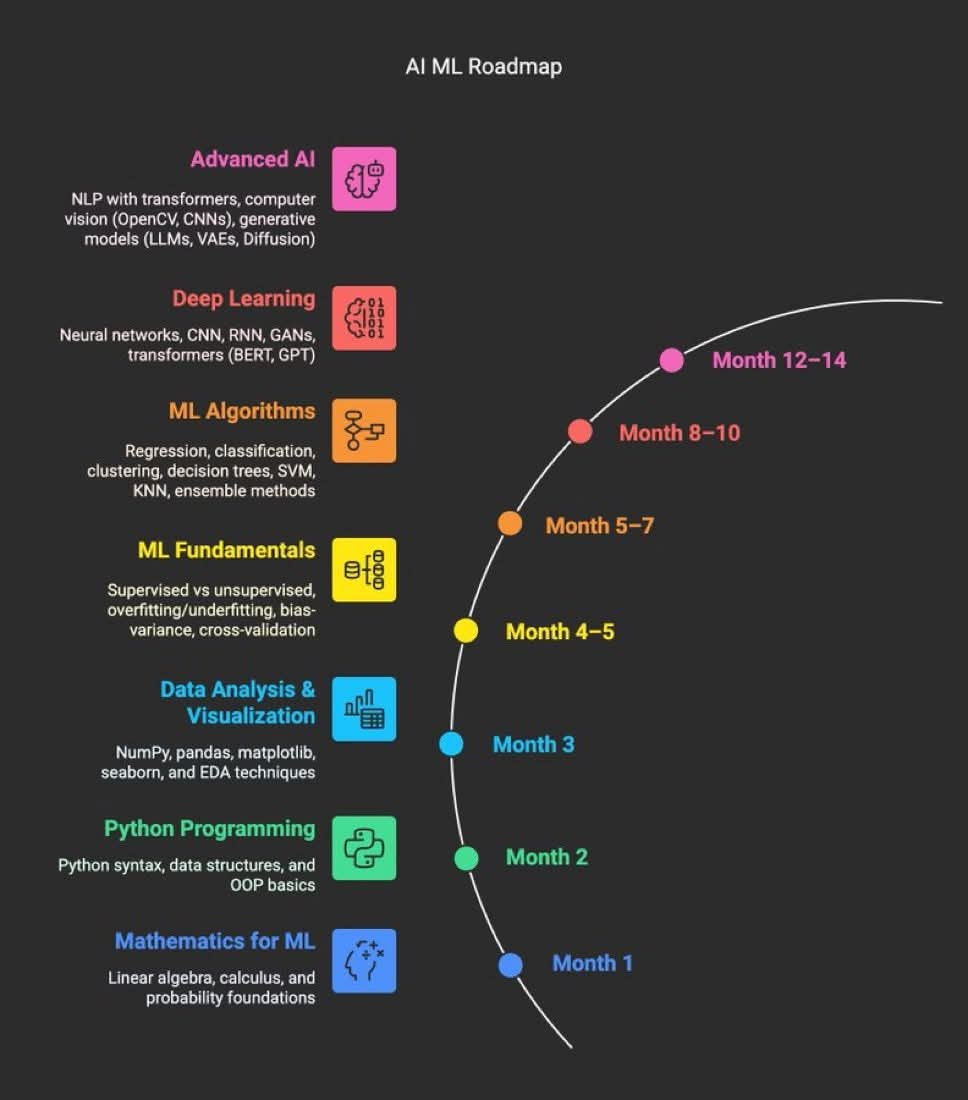 AI ML Roadmap
Advanced AI
NLP with transformers, computer
vision (OpenCV, CNNs), generative
models (LLMs, VAEs, Diffusion)
Deep Learning
01
10
101
01
Neural networks, CNN, RNN, GANs,
transformers (BERT, GPT)
Month 12–14
Month 8–10
ML Algorithms
Regression, classification,
clustering, decision trees, SVM,
KNN, ensemble methods
Month 5–7
ML Fundamentals
Supervised vs unsupervised,
overfitting/underfitting, bias-
variance, cross-validation
Month 4–5
Data Analysis &
Visualization
NumPy, pandas, matplotlib,
seaborn, and EDA techniques
Month 3
Python Programming
Python syntax, data structures, and
OOP basics
Month 2
Mathematics for ML
Linear algebra, calculus, and
probability foundations
Month 1